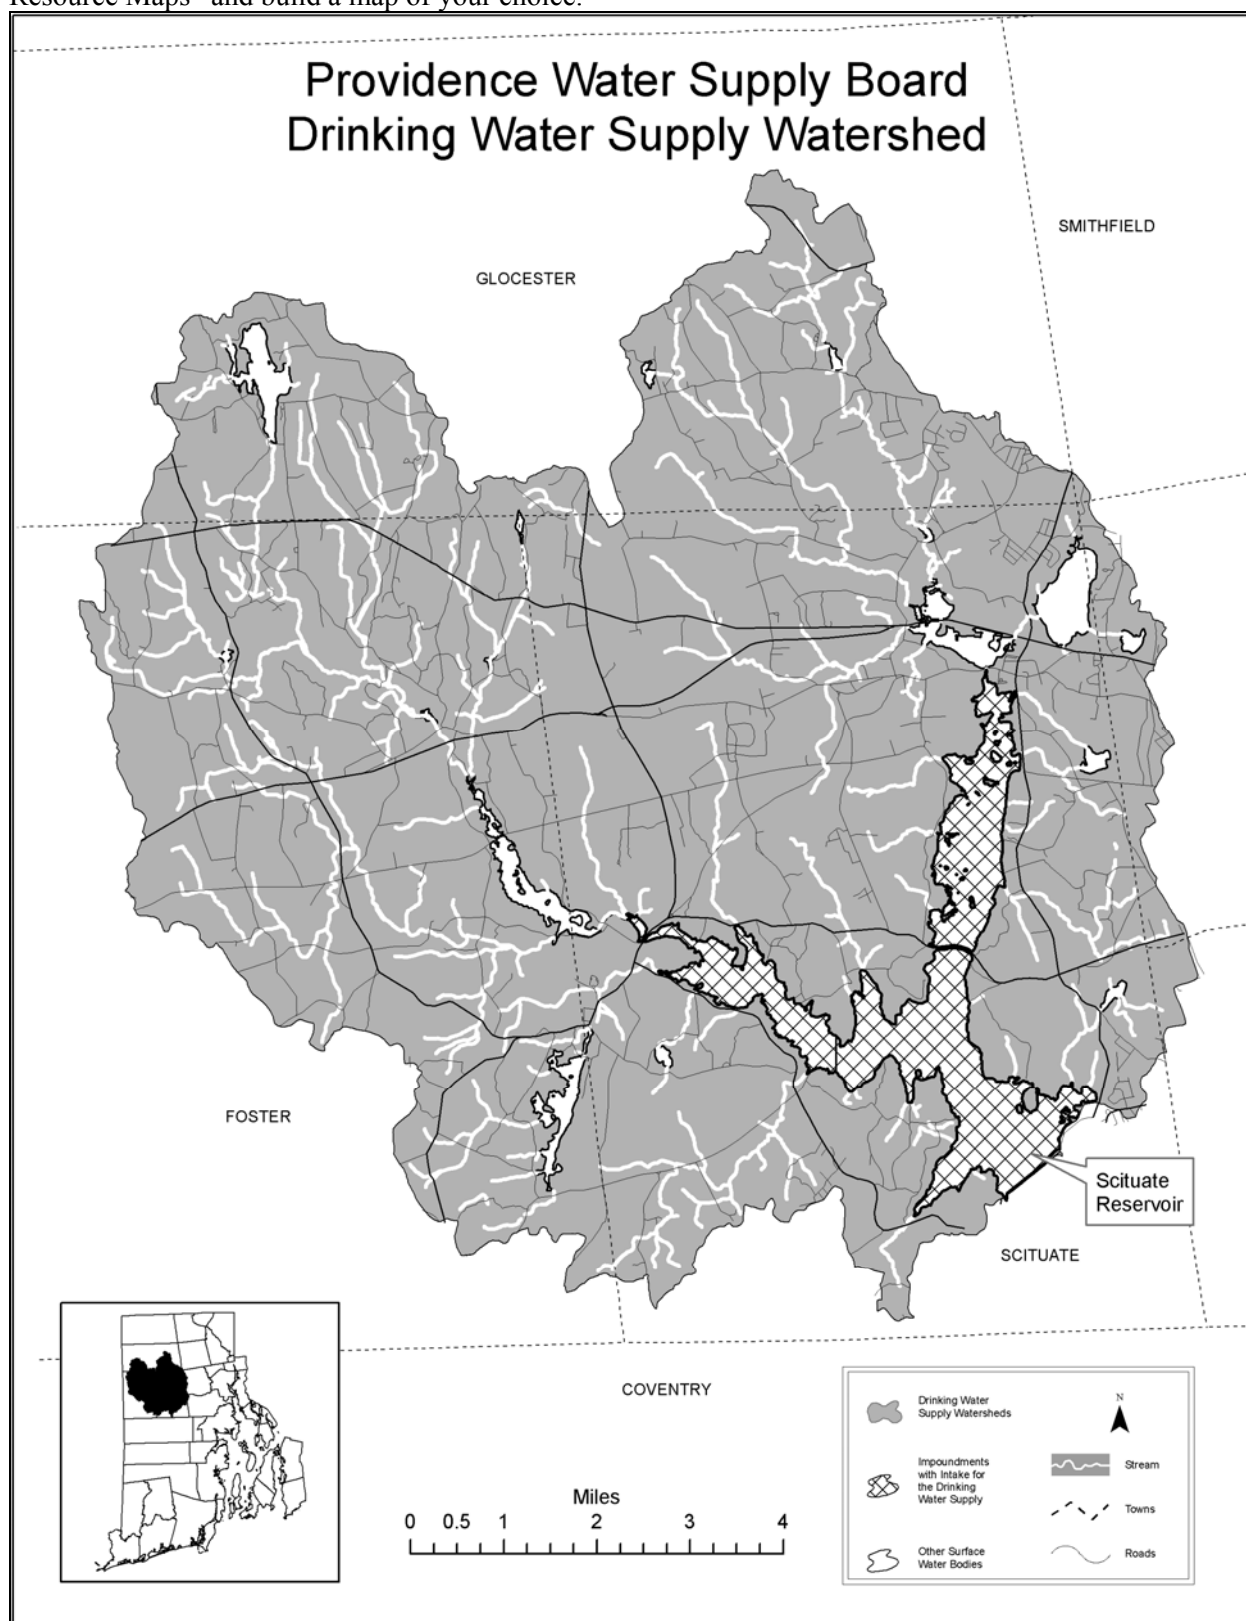 Resource Maps" and build a map of your choice.
Providence Water Supply Board
Drinking Water Supply Watershed
SMITHFIELD
GLOCESTER
FOSTER
Scituate
Reservoir
SCITUATE
COVENTRY
Miles
0 0.5 1 2 3 4
Drinking Water
Supply Watersheds
N
Impoundments
with Intake for
the Drinking
Water Supply
Stream
Towns
Other Surface
Water Bodies
Roads